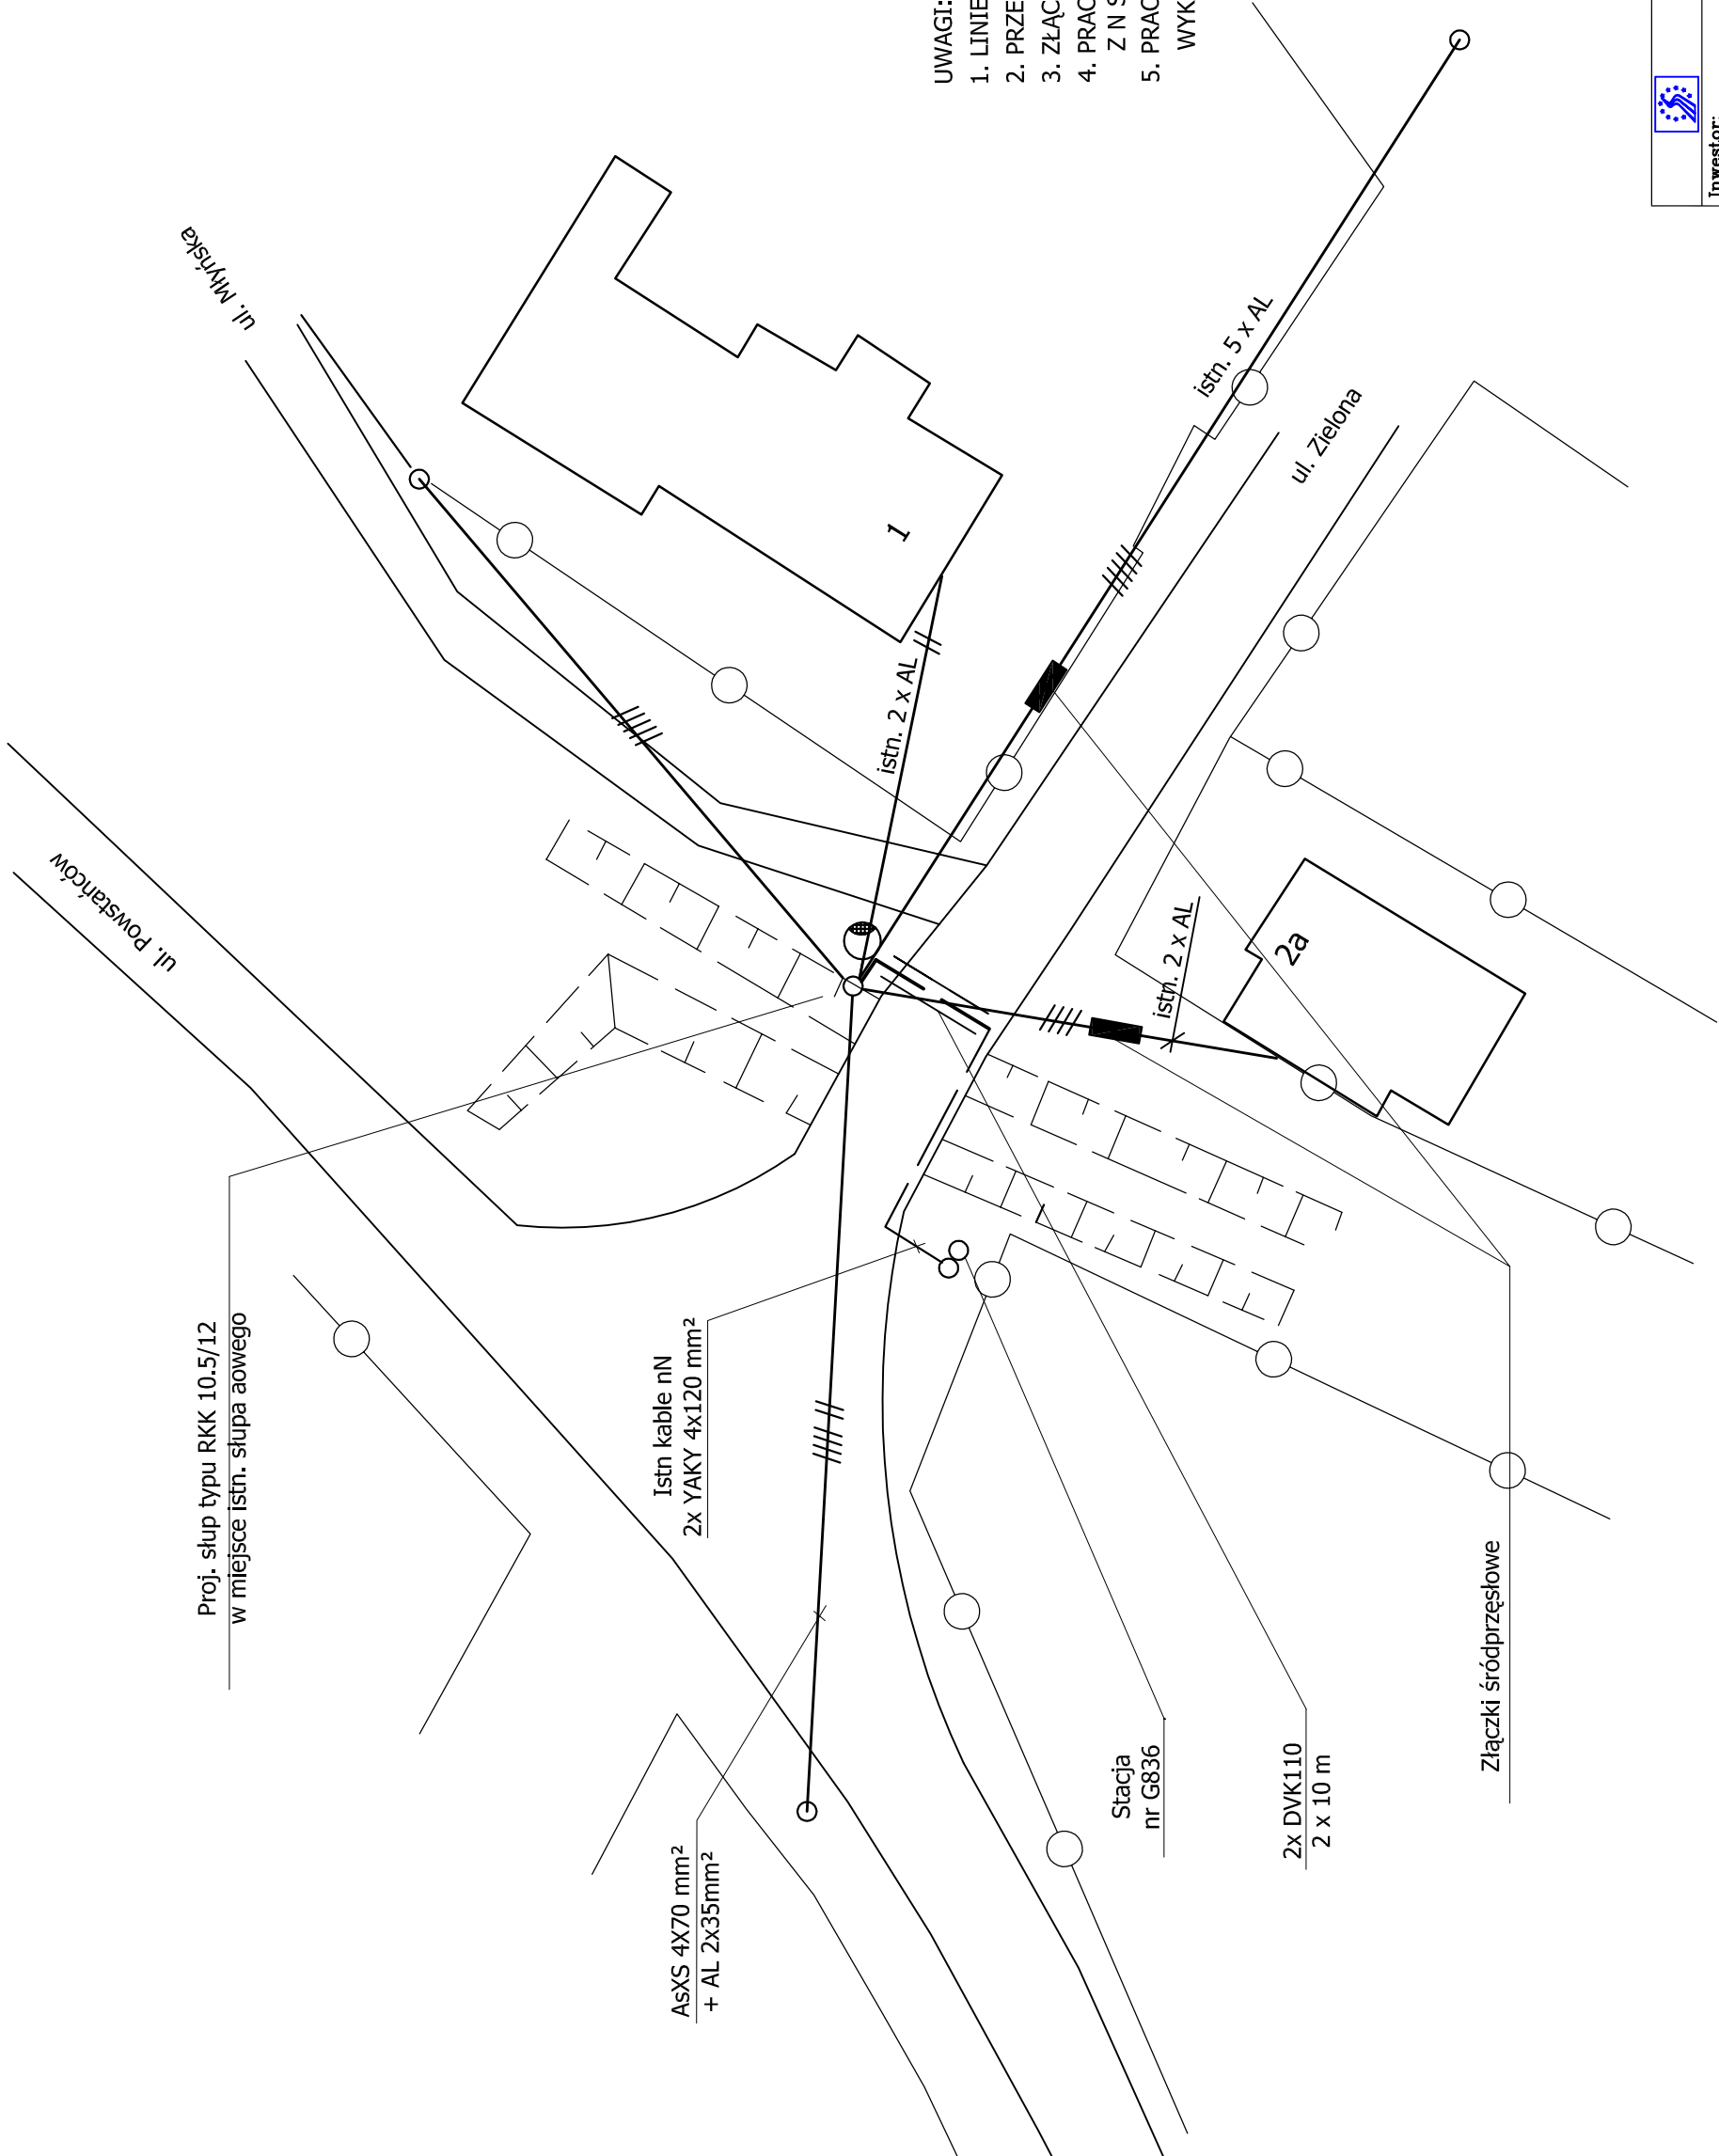 UWAGI:
1. LINIE
2. PRZE
3. ZŁĄC
4. PRAC
Z N S
5. PRAC
WYK
Inwestor:
ul. Młyńska
ul. Powstańców
1
istn. 5 x AL
ul. Zielona
istn. 2 x AL
istn. 2 x AL
2a
Proj. słup typu RKK 10.5/12
w miejsce istn. słupa aowego
Istn kable nN
2x YAKY 4x120 mm²
AsXS 4X70 mm²
+ AL 2x35mm²
Stacja
nr G836
2x DVK110
2 x 10 m
Złączki śródprzęsłowe